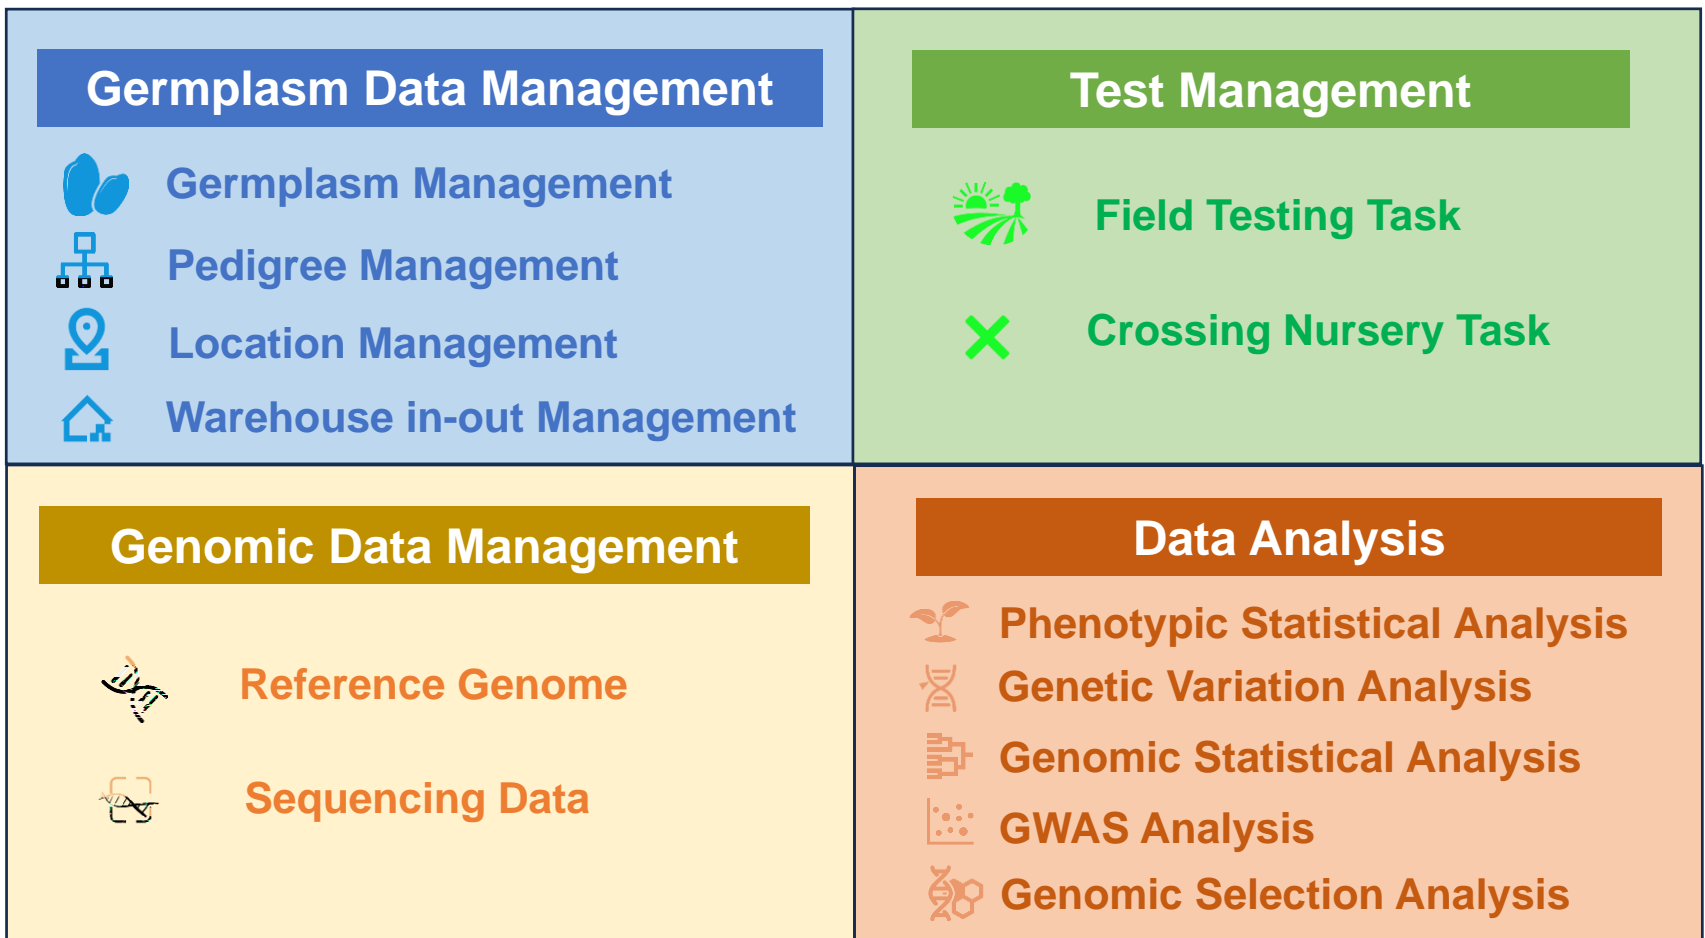 Germplasm Data Management
Germplasm Management
Pedigree Management
Location Management
Warehouse in-out Management
Test Management
Field Testing Task
Crossing Nursery Task
Genomic Data Management
Reference Genome
Sequencing Data
Data Analysis
Phenotypic Statistical Analysis
Genetic Variation Analysis
Genomic Statistical Analysis
GWAS Analysis
Genomic Selection Analysis